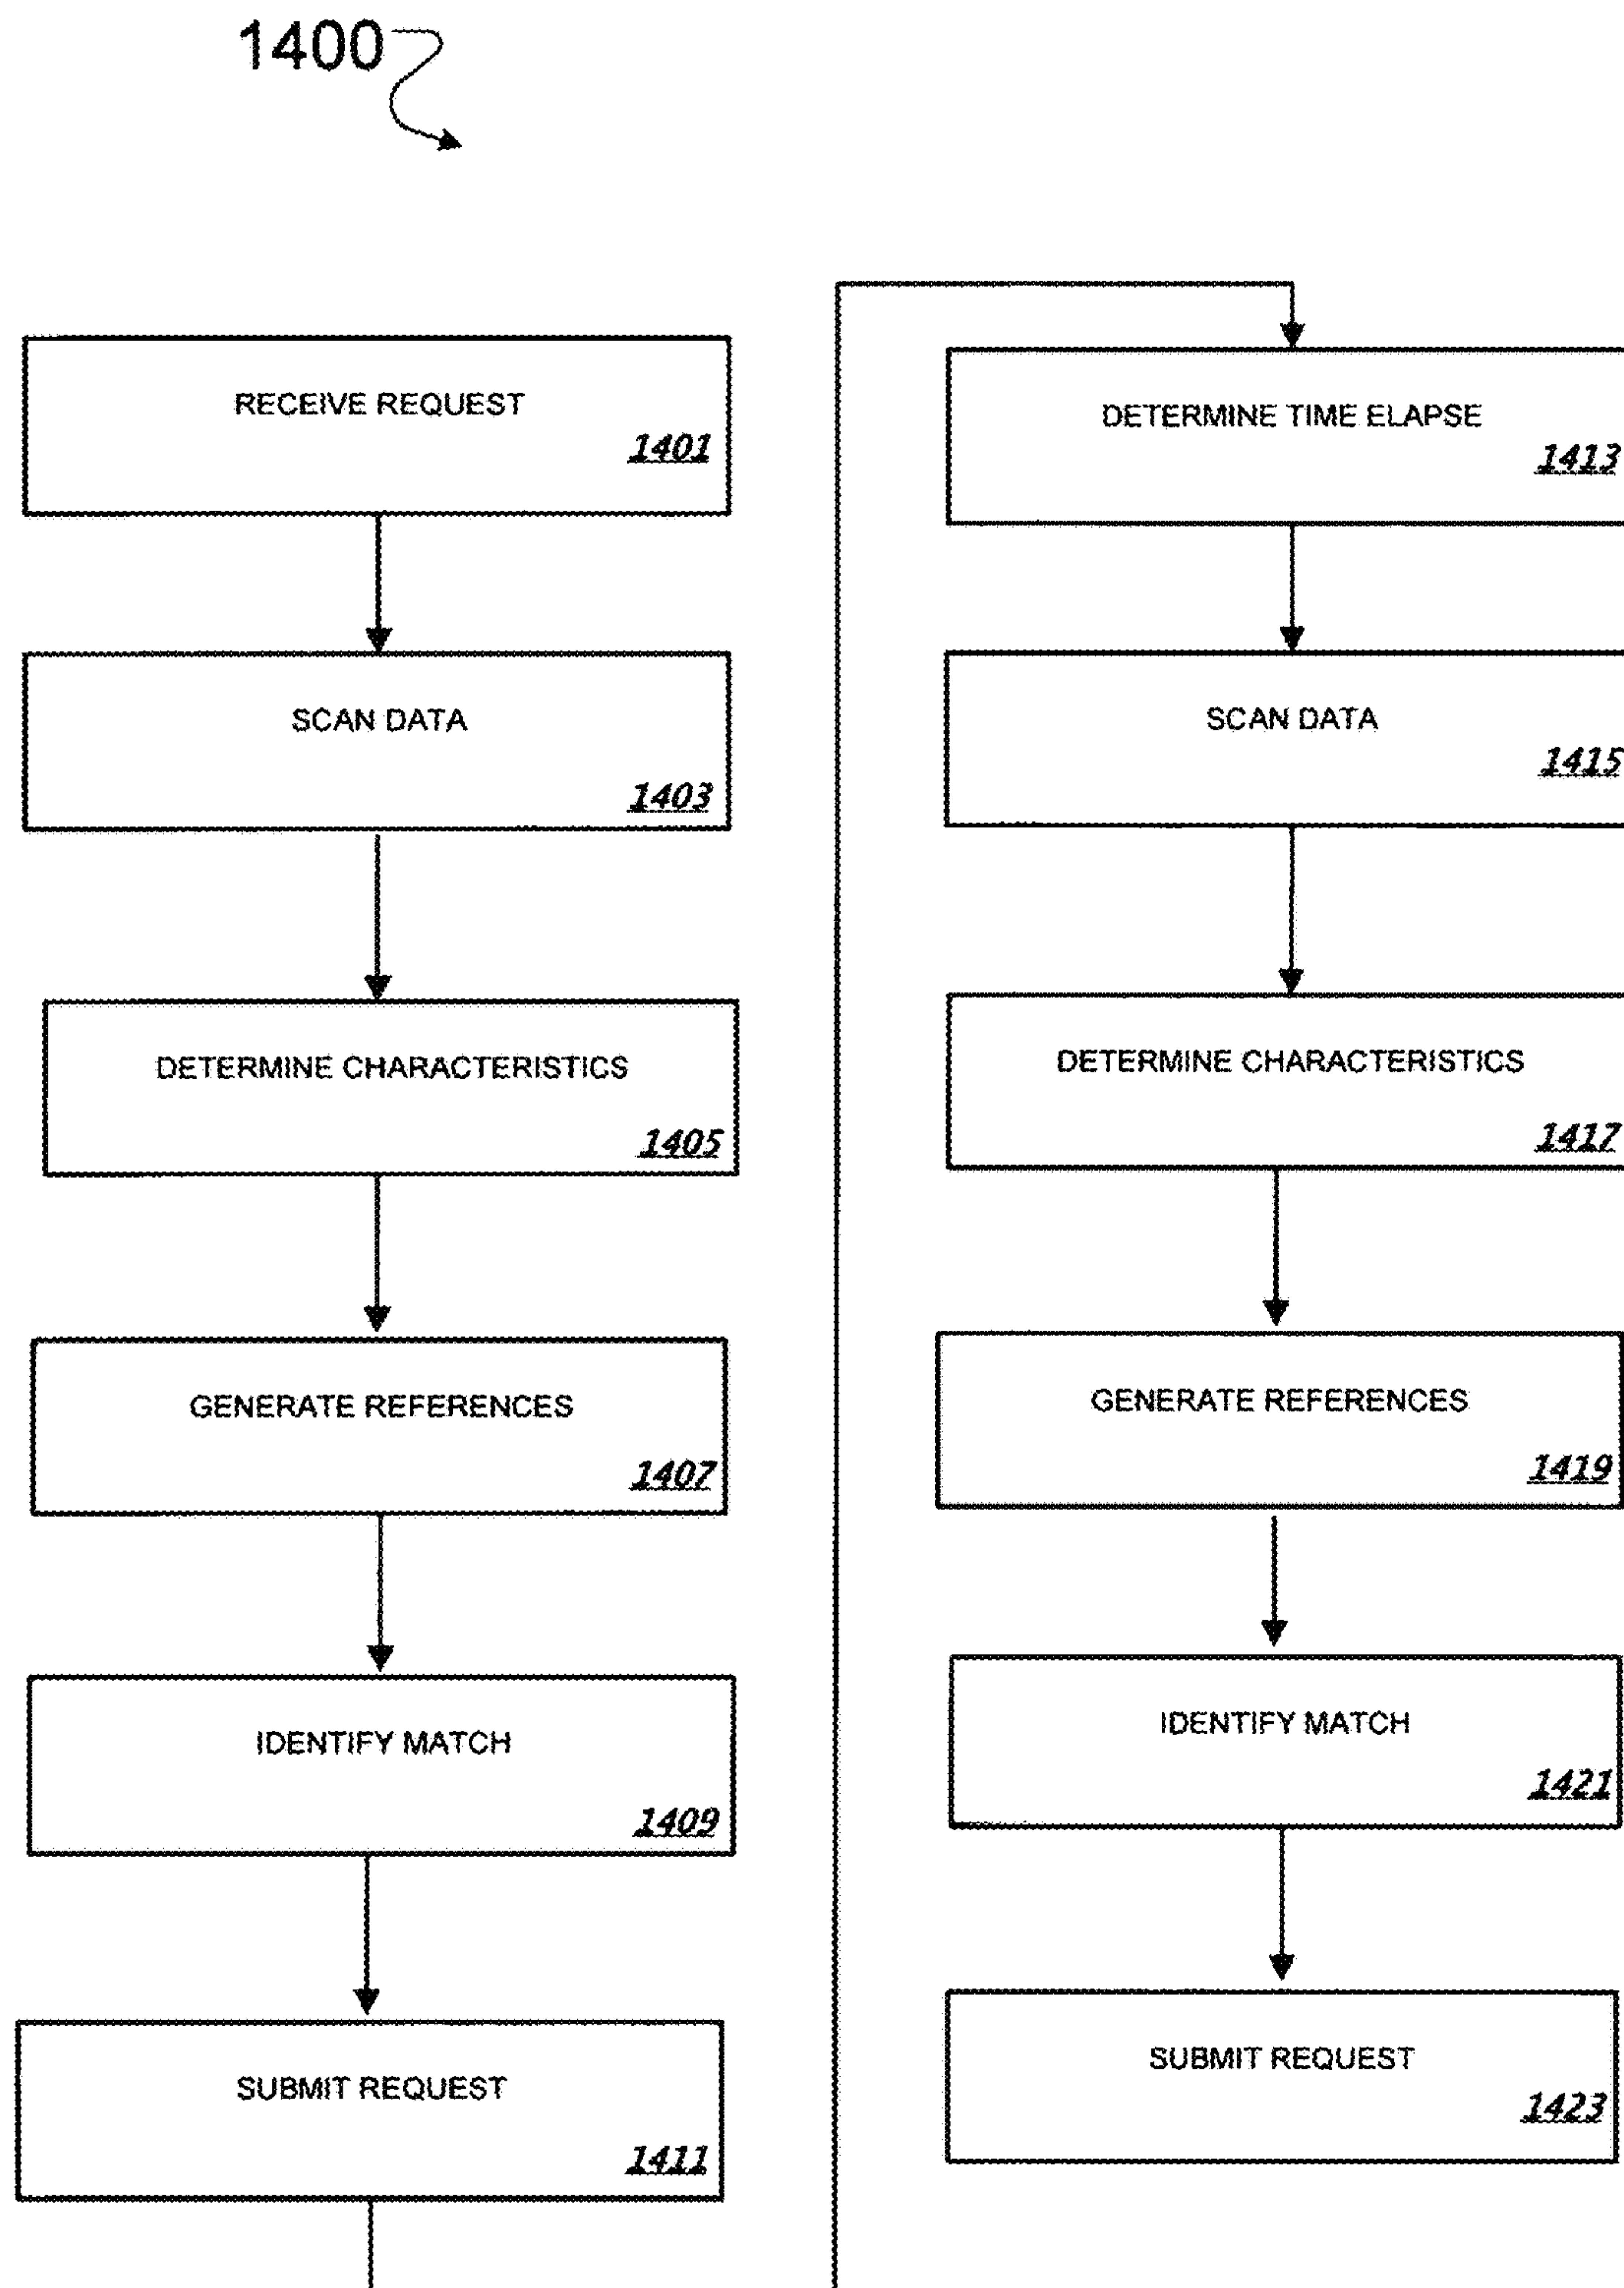 1400
RECEIVE REQUEST
1401
SCAN DATA
1403
DETERMINE CHARACTERISTICS
1405
GENERATE REFERENCES
1407
IDENTIFY MATCH
1409
SUBMIT REQUEST
1411
DETERMINE TIME ELAPSE
1413
SCAN DATA
1415
DETERMINE CHARACTERISTICS
1417
GENERATE REFERENCES
1419
IDENTIFY MATCH
1421
SUBMIT REQUEST
1423